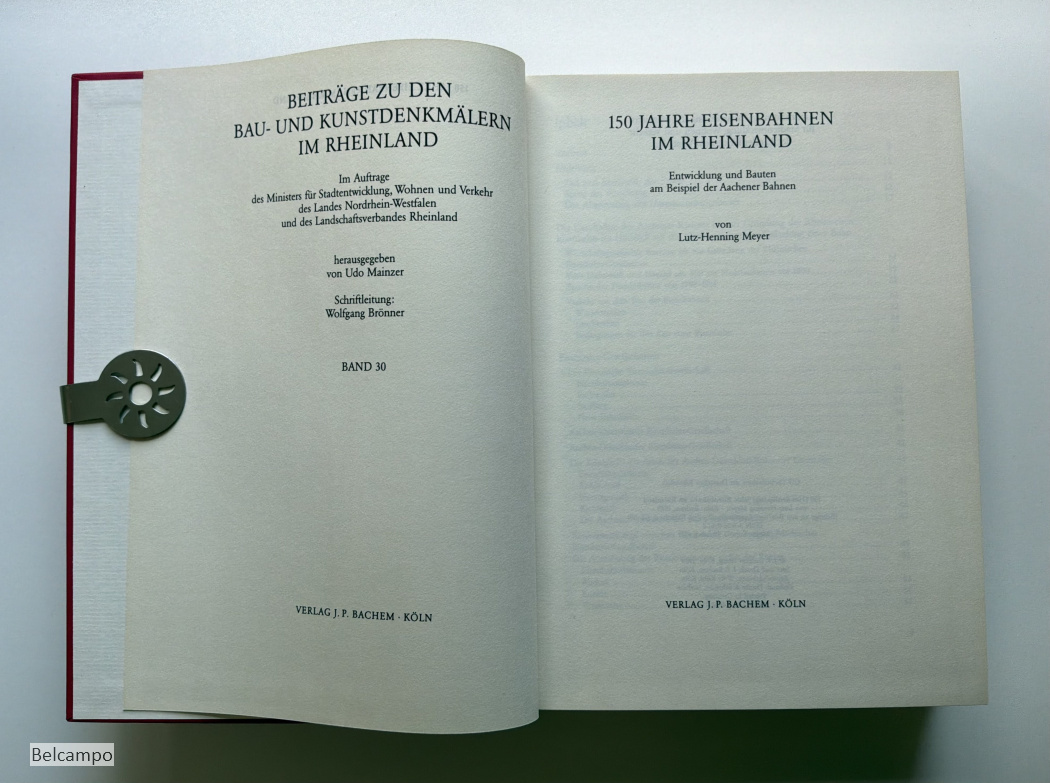 BEITRÄGE ZU DEN
BAU- UND KUNSTDENKMÄLERN
IM RHEINLAND
Im Auftrage
des Ministers für Stadtentwicklung, Wohnen und Verkehr
des Landes Nordrhein-Westfalen
und des Landschaftsverbandes Rheinland
herausgegeben
von Udo Mainzer
Schriftleitung:
Wolfgang Brönner
BAND 30
VERLAG J. P. BACHEM · KÖLN
150 JAHRE EISENBAHNEN
IM RHEINLAND
Entwicklung und Bauten
am Beispiel der Aachener Bahnen
von
Lutz-Henning Meyer
VERLAG J. P. BACHEM · KÖLN
Belcampo